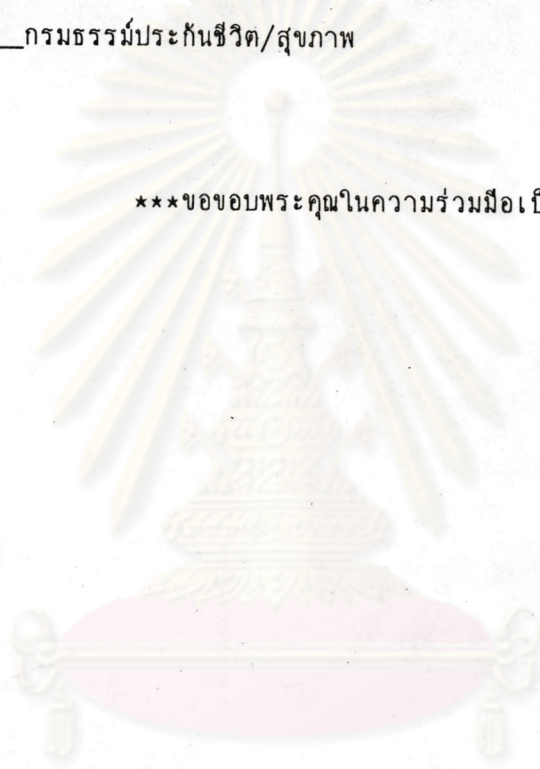 __กรมธรรม์ประกันชีวิต/สุขภาพ
***ขอขอบพระคุณในความร่วมมือเ